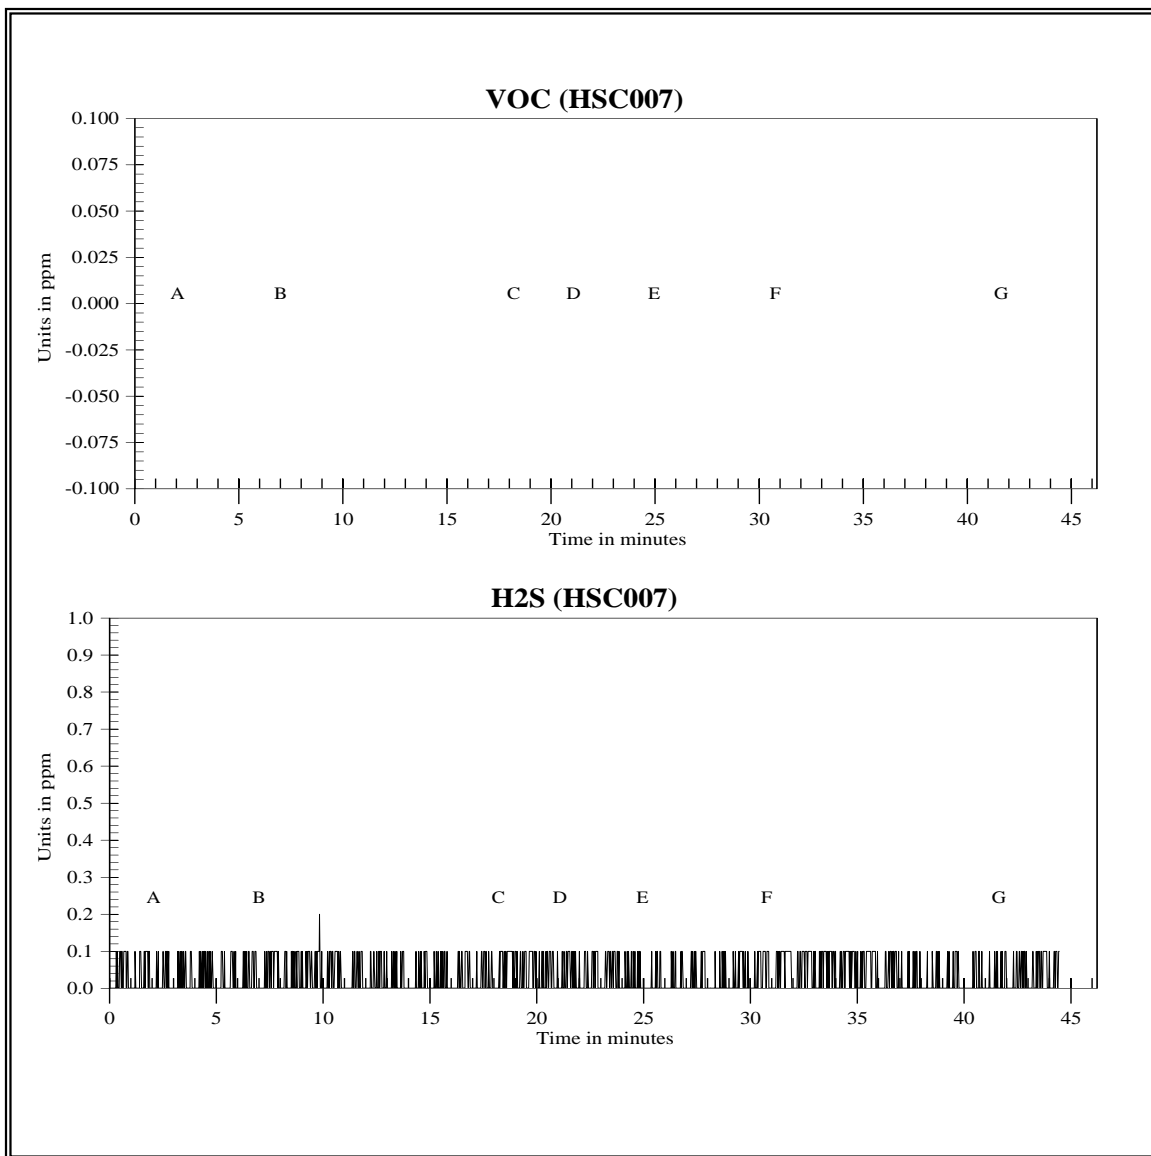 VOC (HSC007)
0.100
0.075
0.050
0.025
0.000
-0.025
-0.050
-0.075
-0.100
Units in ppm
A B C D E F G
0 5 10 15 20 25 30 35 40 45
Time in minutes
H2S (HSC007)
1.0
0.9
0.8
0.7
0.6
0.5
0.4
0.3
0.2
0.1
0.0
Units in ppm
A B C D E F G
0 5 10 15 20 25 30 35 40 45
Time in minutes